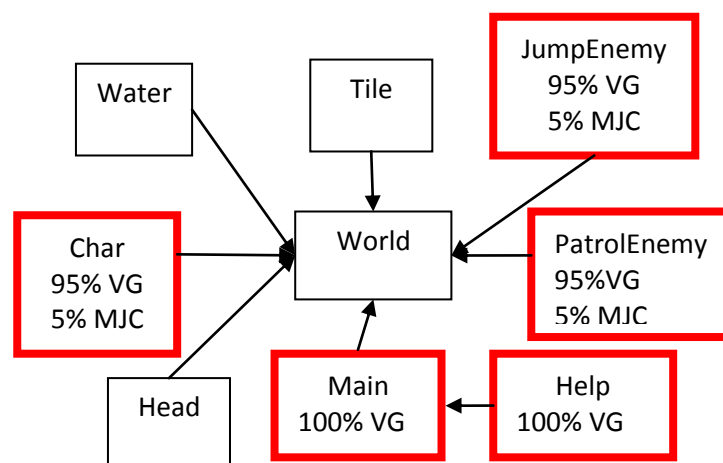 JumpEnemy
95% VG
5% MJC
Water
Tile
Char
95% VG
5% MJC
World
PatrolEnemy
95%VG
5% MJC
Head
Main
100% VG
Help
100% VG